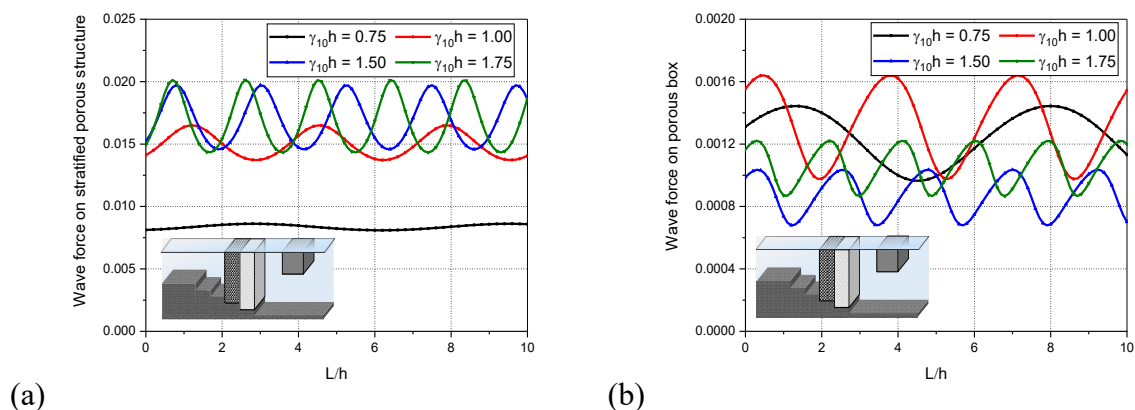 0.025
0.020
0.015
0.010
0.005
0.000
Wave force on stratified porous structure
γ10h = 0.75 γ10h = 1.00
γ10h = 1.50 γ10h = 1.75
0 2 4 6 8 10
L/h
(a)
0.0020
0.0016
0.0012
0.0008
0.0004
0.0000
Wave force on porous box
γ10h = 0.75 γ10h = 1.00
γ10h = 1.50 γ10h = 1.75
0 2 4 6 8 10
L/h
(b)